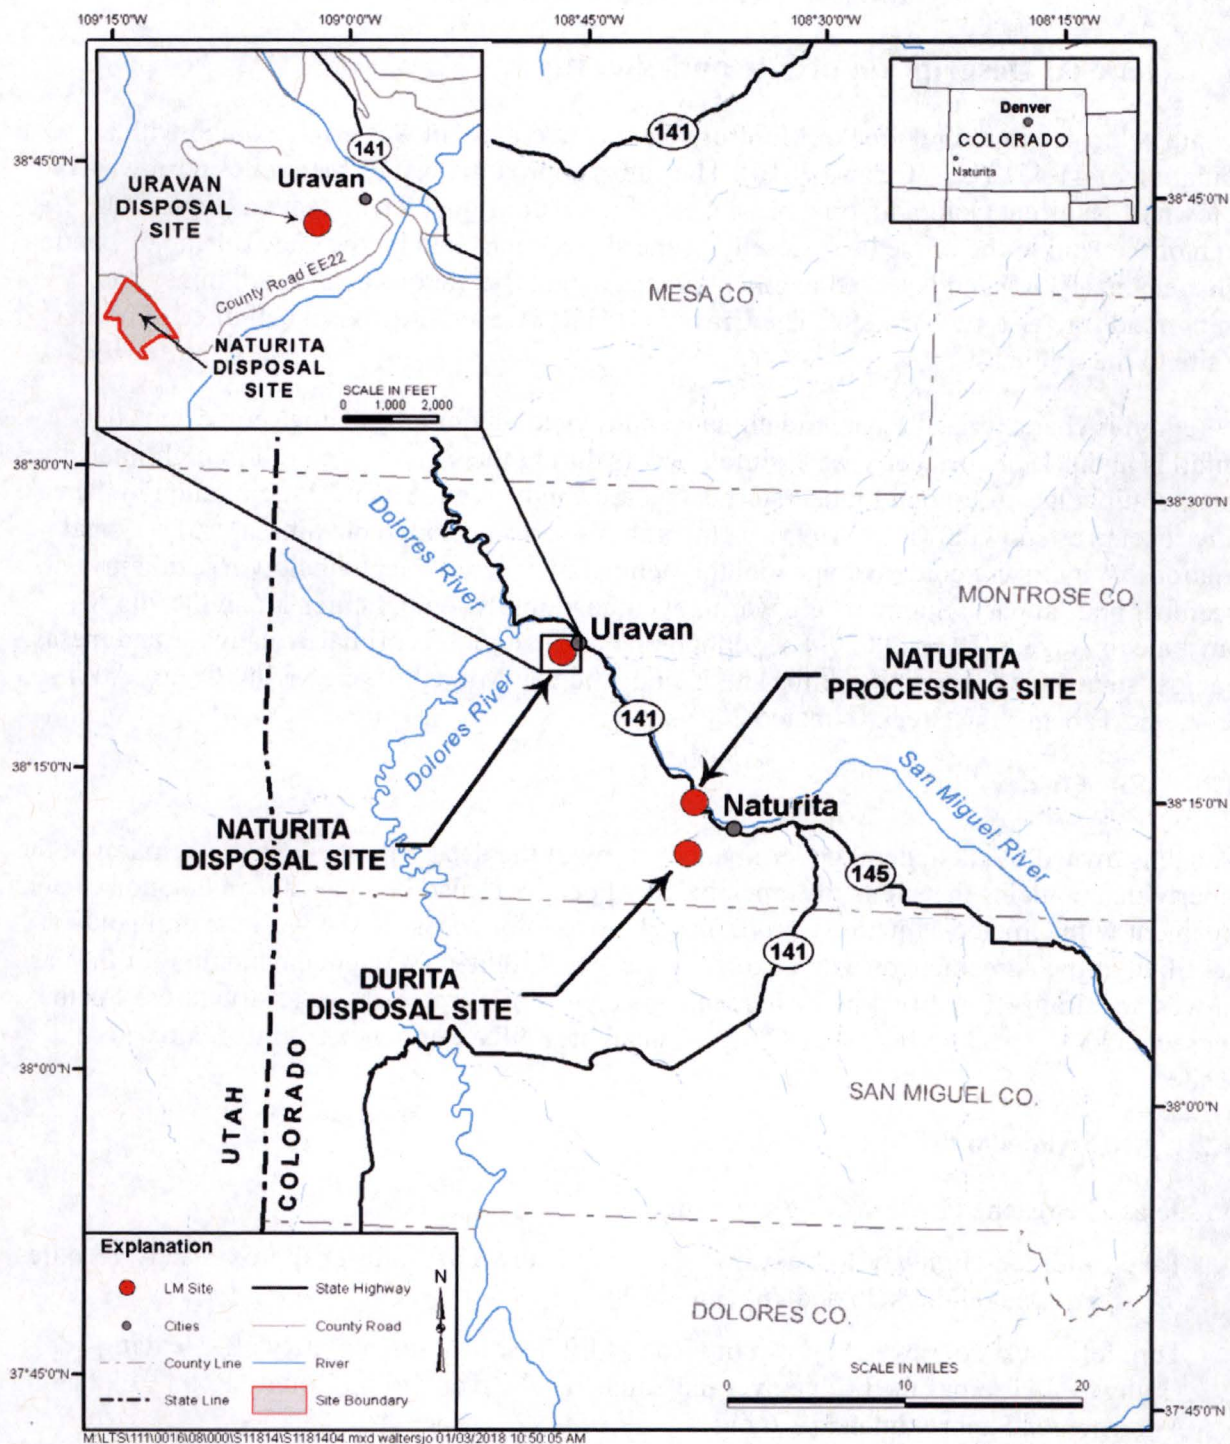 109°15'0"W 109°0'0"W 108°45'0"W 108°30'0"W 108°15'0"W
38°45'0"N
38°30'0"N
38°15'0"N
38°0'0"N
37°45'0"N
38°45'0"N
38°30'0"N
38°15'0"N
38°0'0"N
37°45'0"N
141
Uravan
URAVAN
DISPOSAL
SITE
County Road EE22
NATURITA
DISPOSAL
SITE
SCALE IN FEET
0 1,000 2,000
141
Denver
COLORADO
Naturita
MESA CO.
Dolores River
MONTROSE CO.
Uravan
NATURITA
PROCESSING SITE
Dolores River
141
San Miguel River
Naturita
NATURITA
DISPOSAL SITE
145
141
DURITA
DISPOSAL SITE
UTAH
COLORADO
SAN MIGUEL CO.
DOLORES CO.
Explanation
LM Site State Highway
Cities County Road
County Line River
State Line Site Boundary
N
SCALE IN MILES
0 10 20
M:\LTS\111\0016\08\000\S11814\S1181404.mxd waltersjo 01/03/2018 10:50:05 AM